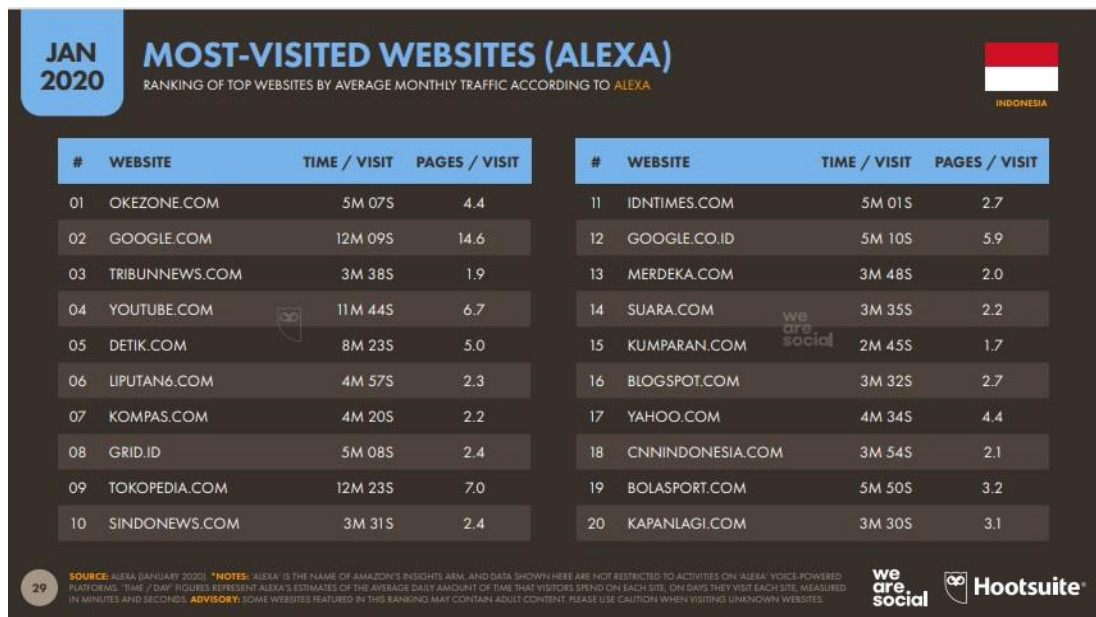 JAN
2020
MOST-VISITED WEBSITES (ALEXA)
RANKING OF TOP WEBSITES BY AVERAGE MONTHLY TRAFFIC ACCORDING TO ALEXA
INDONESIA
# WEBSITE TIME / VISIT PAGES / VISIT
01 OKEZONE.COM 5M 07S 4.4
02 GOOGLE.COM 12M 09S 14.6
03 TRIBUNNEWS.COM 3M 38S 1.9
04 YOUTUBE.COM 11M 44S 6.7
05 DETIK.COM 8M 23S 5.0
06 LIPUTAN6.COM 4M 57S 2.3
07 KOMPAS.COM 4M 20S 2.2
08 GRID.ID 5M 08S 2.4
09 TOKOPEDIA.COM 12M 23S 7.0
10 SINDONEWS.COM 3M 31S 2.4
# WEBSITE TIME / VISIT PAGES / VISIT
11 IDNTIMES.COM 5M 01S 2.7
12 GOOGLE.CO.ID 5M 10S 5.9
13 MERDEKA.COM 3M 48S 2.0
14 SUARA.COM 3M 35S 2.2
15 KUMPARAN.COM 2M 45S 1.7
16 BLOGSPOT.COM 3M 32S 2.7
17 YAHOO.COM 4M 34S 4.4
18 CNNINDONESIA.COM 3M 54S 2.1
19 BOLASPORT.COM 5M 50S 3.2
20 KAPANLAGI.COM 3M 30S 3.1
we
are.
social
29
SOURCE: ALEXA (JANUARY 2020). *NOTES: 'ALEXA' IS THE NAME OF AMAZON'S INSIGHTS ARM, AND DATA SHOWN HERE ARE NOT RESTRICTED TO ACTIVITIES ON 'ALEXA' VOICE-POWERED
PLATFORMS. 'TIME / DAY' FIGURES REPRESENT ALEXA'S ESTIMATES OF THE AVERAGE DAILY AMOUNT OF TIME THAT VISITORS SPEND ON EACH SITE, ON DAYS THEY VISIT EACH SITE, MEASURED
IN MINUTES AND SECONDS. ADVISORY: SOME WEBSITES FEATURED IN THIS RANKING MAY CONTAIN ADULT CONTENT. PLEASE USE CAUTION WHEN VISITING UNKNOWN WEBSITES.
we
are.
social
Hootsuite®